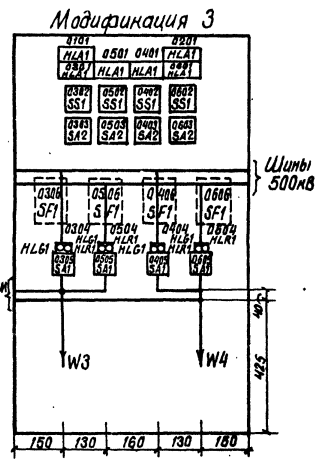 Модификация 3
0101 0501 0401 0201
HLA1 HLA1
0301 HLA1 HLA1 HLA1 0601 HLA1
0302 0502 0402 0602
SS1 SS1 SS1 SS1
0303 0503 0403 0603
SA2 SA2 SA2 SA2
Шины
500кв
0306 0506 0406 0606
SF1 SF1 SF1 SF1
0304 0504 0404 0604
HLG1 HLG1 HLR1 HLG1 HLG1 HLR1
HLR1 HLR1
0305 0505 0405 0605
SA1 SA1 SA1 SA1
W3 W4
40
425
150 130 160 130 150